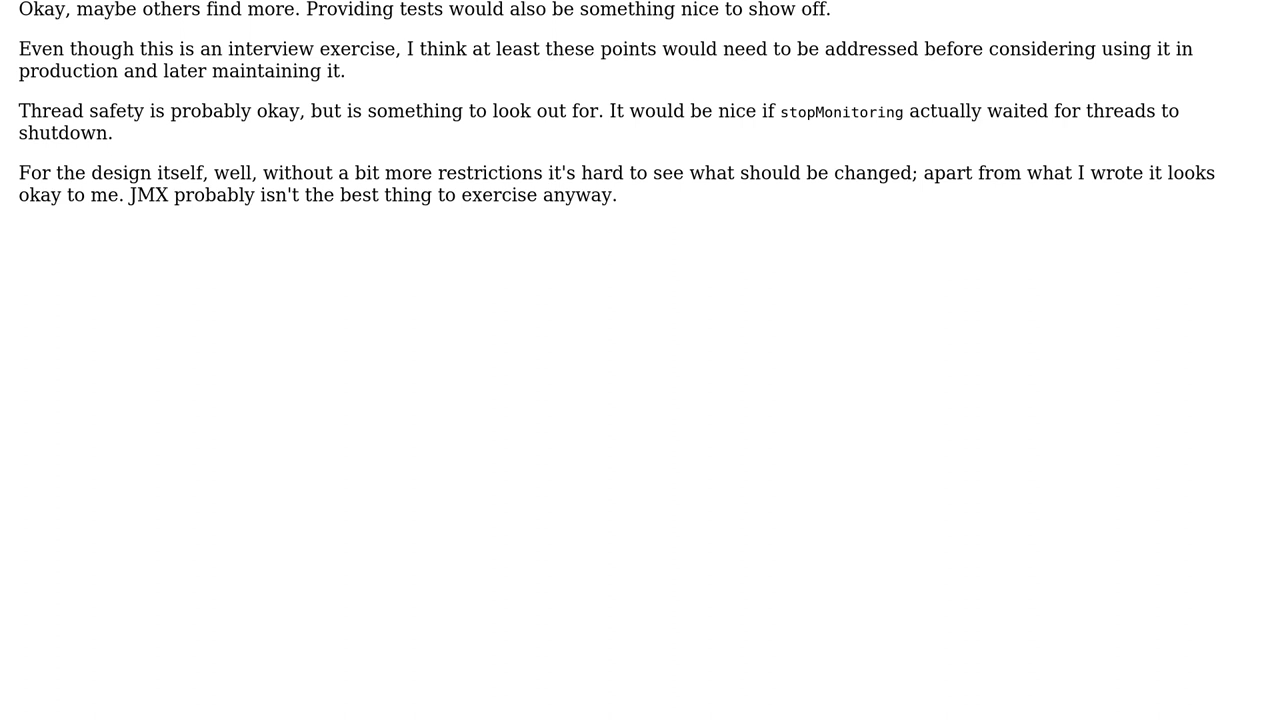 Okay, maybe others find more. Providing tests would also be something nice to show off.
Even though this is an interview exercise, I think at least these points would need to be addressed before considering using it in
production and later maintaining it.
Thread safety is probably okay, but is something to look out for. It would be nice if stopMonitoring actually waited for threads to
shutdown.
For the design itself, well, without a bit more restrictions it's hard to see what should be changed; apart from what I wrote it looks
okay to me. JMX probably isn't the best thing to exercise anyway.